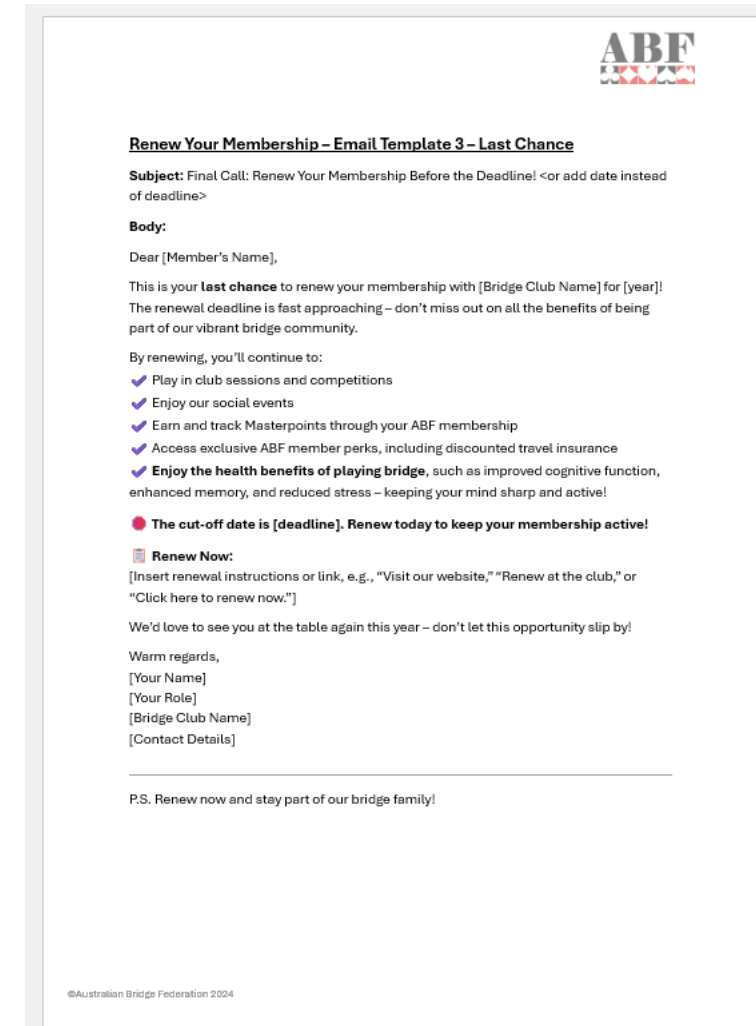 ABF
Renew Your Membership – Email Template 3 – Last Chance
Subject: Final Call: Renew Your Membership Before the Deadline! <or add date instead
of deadline>
Body:
Dear [Member’s Name],
This is your last chance to renew your membership with [Bridge Club Name] for [year]!
The renewal deadline is fast approaching – don’t miss out on all the benefits of being
part of our vibrant bridge community.
By renewing, you’ll continue to:
✔ Play in club sessions and competitions
✔ Enjoy our social events
✔ Earn and track Masterpoints through your ABF membership
✔ Access exclusive ABF member perks, including discounted travel insurance
✔ Enjoy the health benefits of playing bridge, such as improved cognitive function,
enhanced memory, and reduced stress – keeping your mind sharp and active!
🛑 The cut-off date is [deadline]. Renew today to keep your membership active!
📋 Renew Now:
[Insert renewal instructions or link, e.g., “Visit our website,” “Renew at the club,” or
“Click here to renew now.”]
We’d love to see you at the table again this year – don’t let this opportunity slip by!
Warm regards,
[Your Name]
[Your Role]
[Bridge Club Name]
[Contact Details]
P.S. Renew now and stay part of our bridge family!
©Australian Bridge Federation 2024